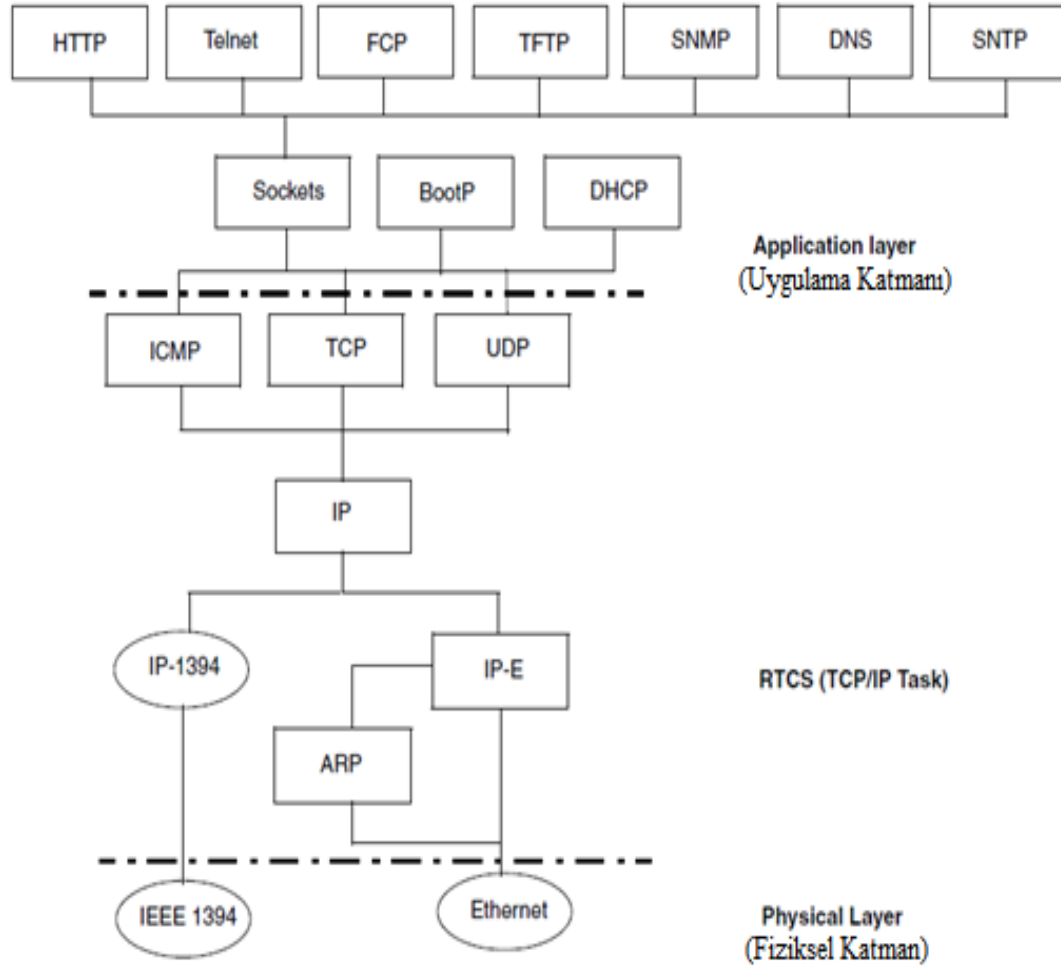 HTTP
Telnet
FCP
TFTP
SNMP
DNS
SNTP
Sockets
BootP
DHCP
Application layer
(Uygulama Katmanı)
ICMP
TCP
UDP
IP
IP-1394
IP-E
RTCS (TCP/IP Task)
ARP
IEEE 1394
Ethernet
Physical Layer
(Fiziksel Katman)